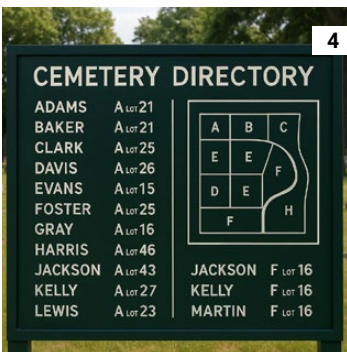 4
CEMETERY DIRECTORY
ADAMS A LOT 21
BAKER A LOT 21
CLARK A LOT 25
DAVIS A LOT 26
EVANS A LOT 15
FOSTER A LOT 25
GRAY A LOT 16
HARRIS A LOT 46
JACKSON A LOT 43
KELLY A LOT 27
LEWIS A LOT 23
A B C
E E F
D E H
F
JACKSON F LOT 16
KELLY F LOT 16
MARTIN F LOT 16